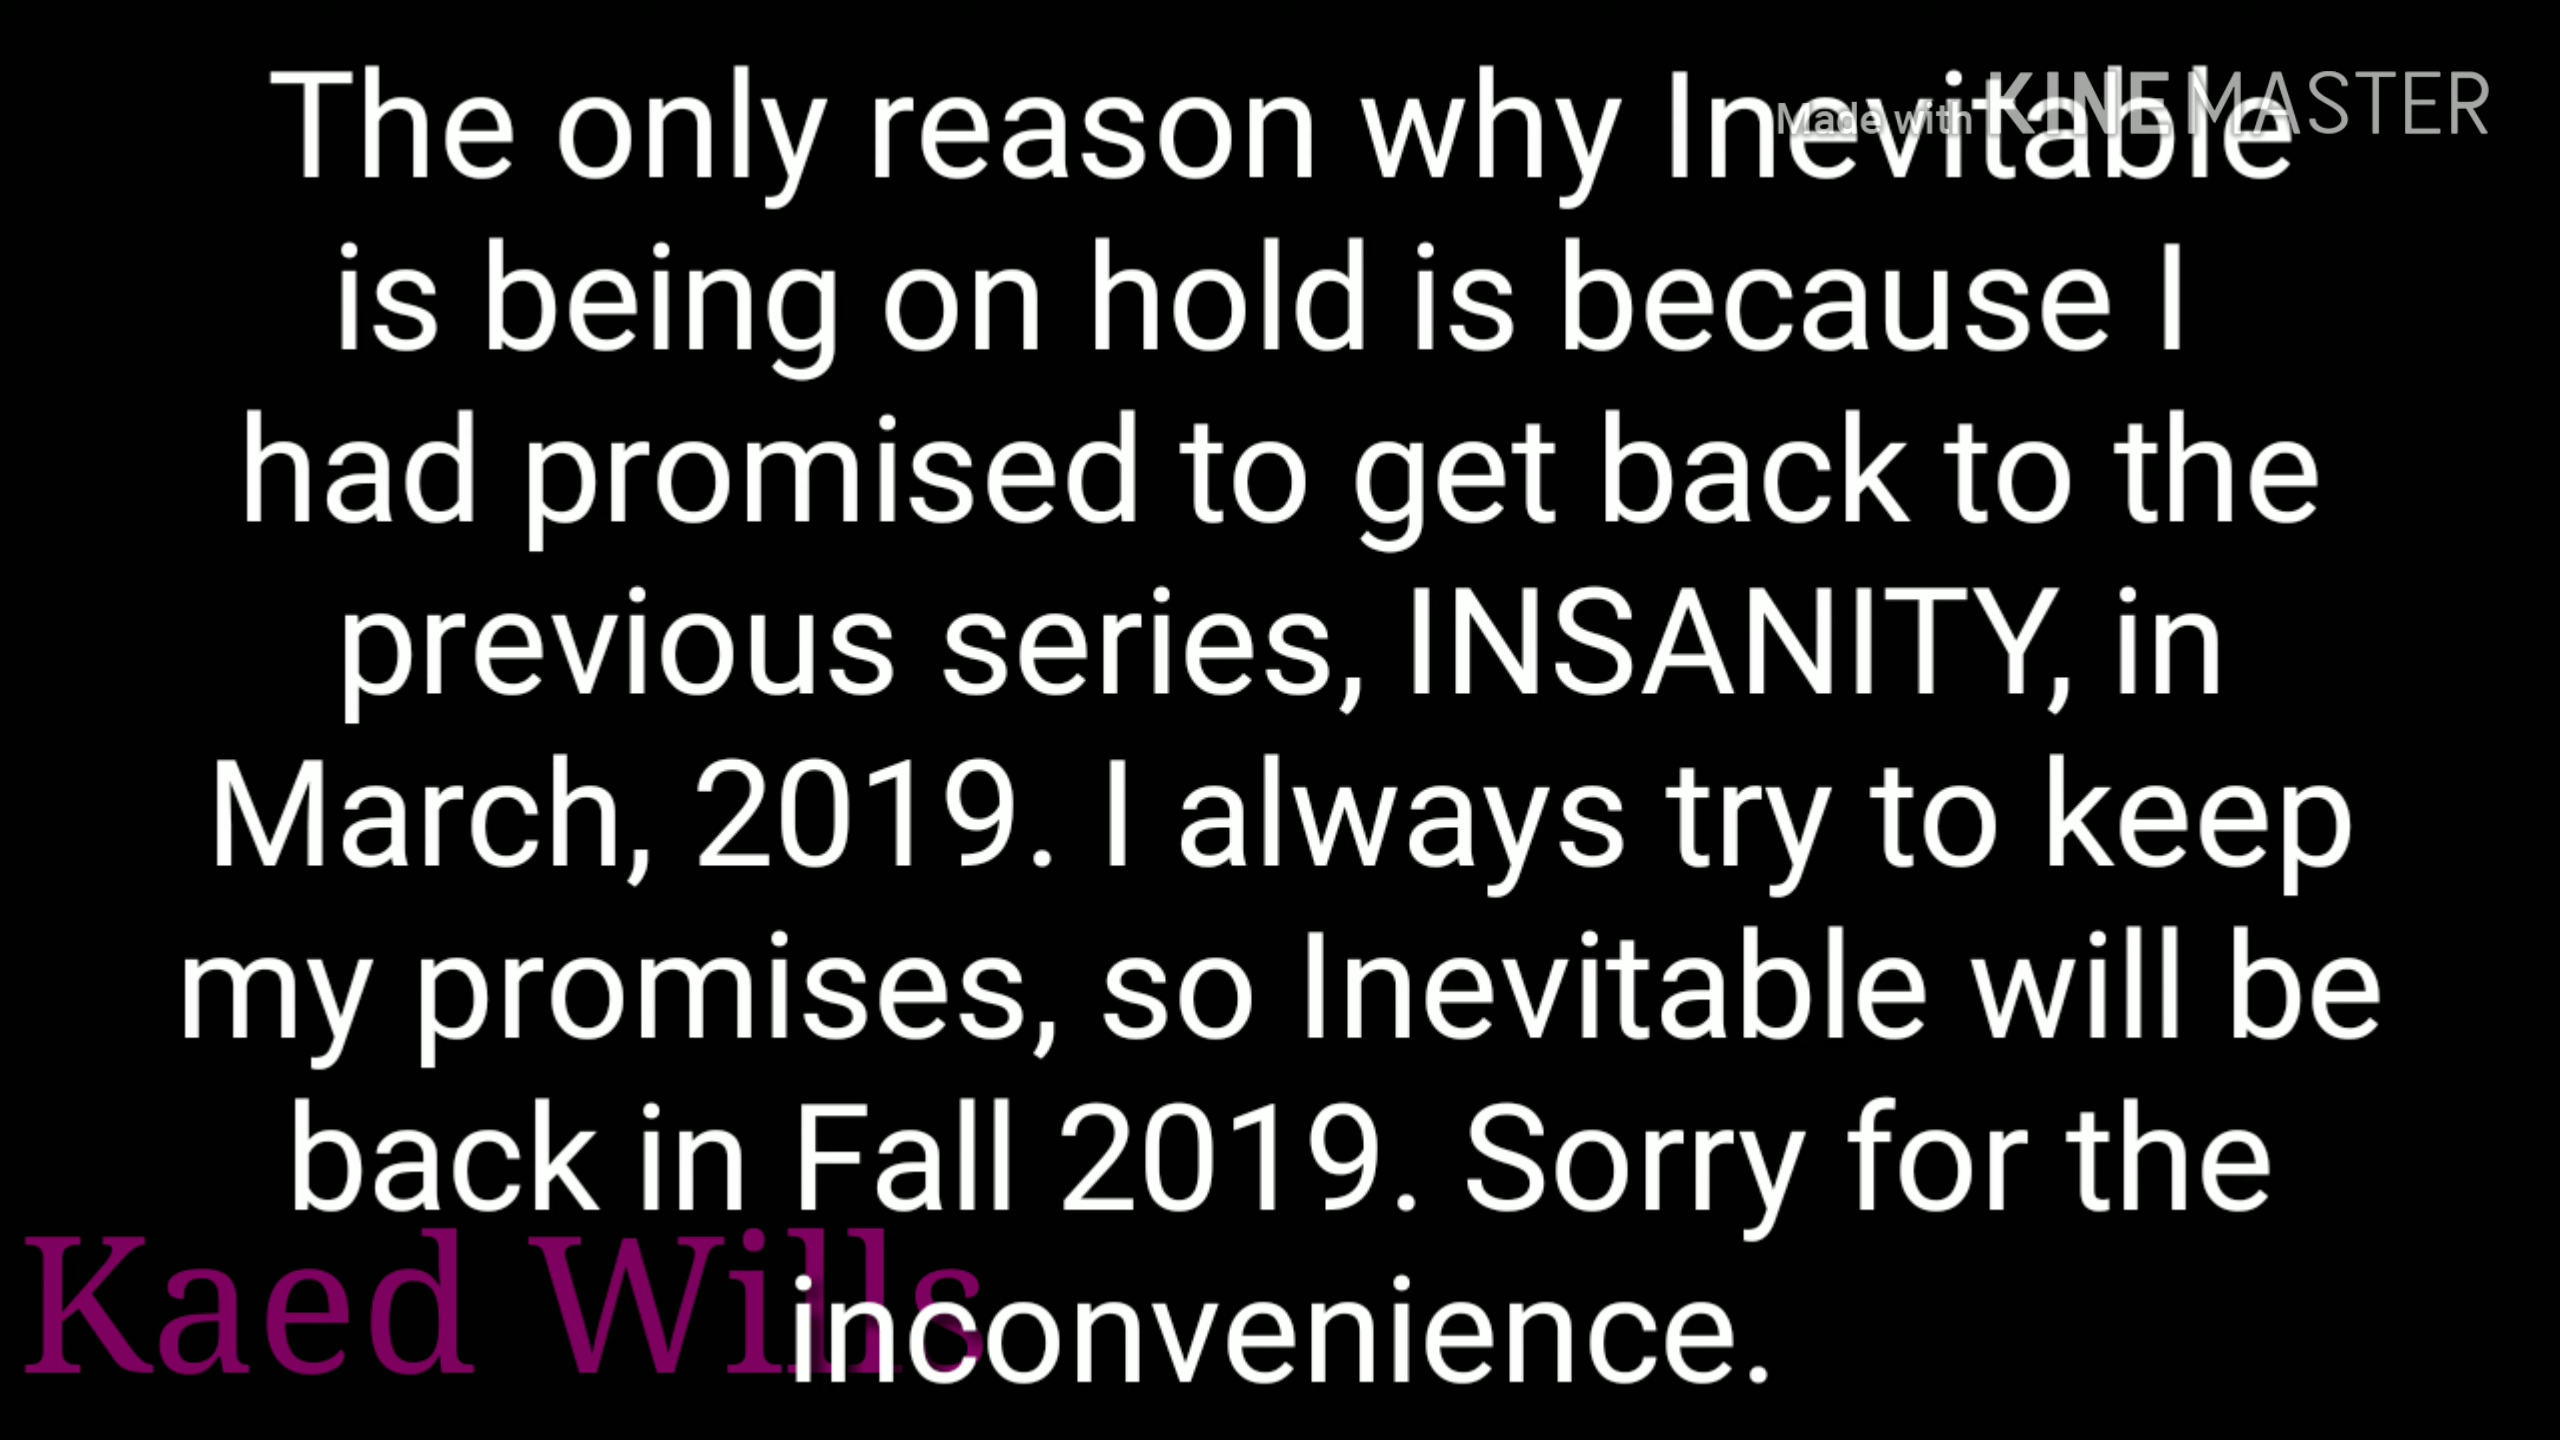 The only reason why Inevitable
Made with KINEMASTER
is being on hold is because I
had promised to get back to the
previous series, INSANITY, in
March, 2019. I always try to keep
my promises, so Inevitable will be
back in Fall 2019. Sorry for the
inconvenience.
Kaed Wills